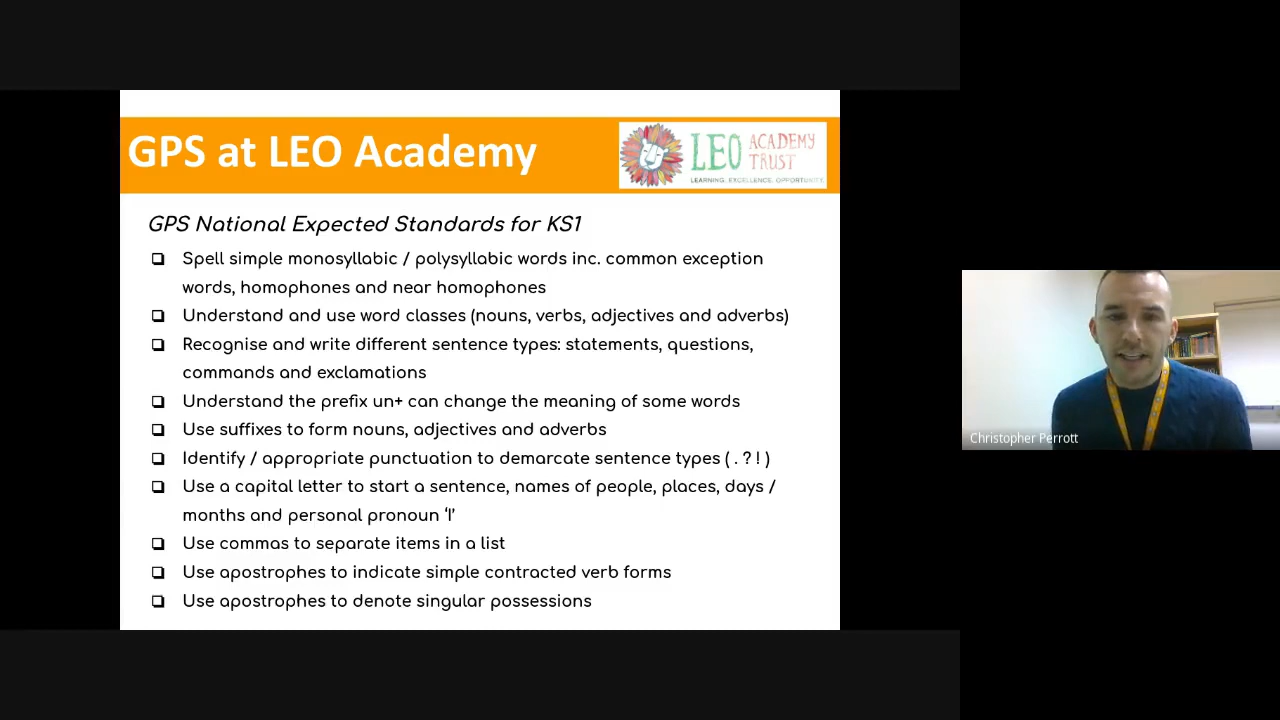 GPS at LEO Academy
LEO ACADEMY
TRUST
LEARNING, EXCELLENCE, OPPORTUNITY
GPS National Expected Standards for KS1
Spell simple monosyllabic / polysyllabic words inc. common exception
words, homophones and near homophones
Understand and use word classes (nouns, verbs, adjectives and adverbs)
Recognise and write different sentence types: statements, questions,
commands and exclamations
Understand the prefix un+ can change the meaning of some words
Use suffixes to form nouns, adjectives and adverbs
Identify / appropriate punctuation to demarcate sentence types ( . ? ! )
Use a capital letter to start a sentence, names of people, places, days /
months and personal pronoun ‘I’
Use commas to separate items in a list
Use apostrophes to indicate simple contracted verb forms
Use apostrophes to denote singular possessions
Christopher Perrott